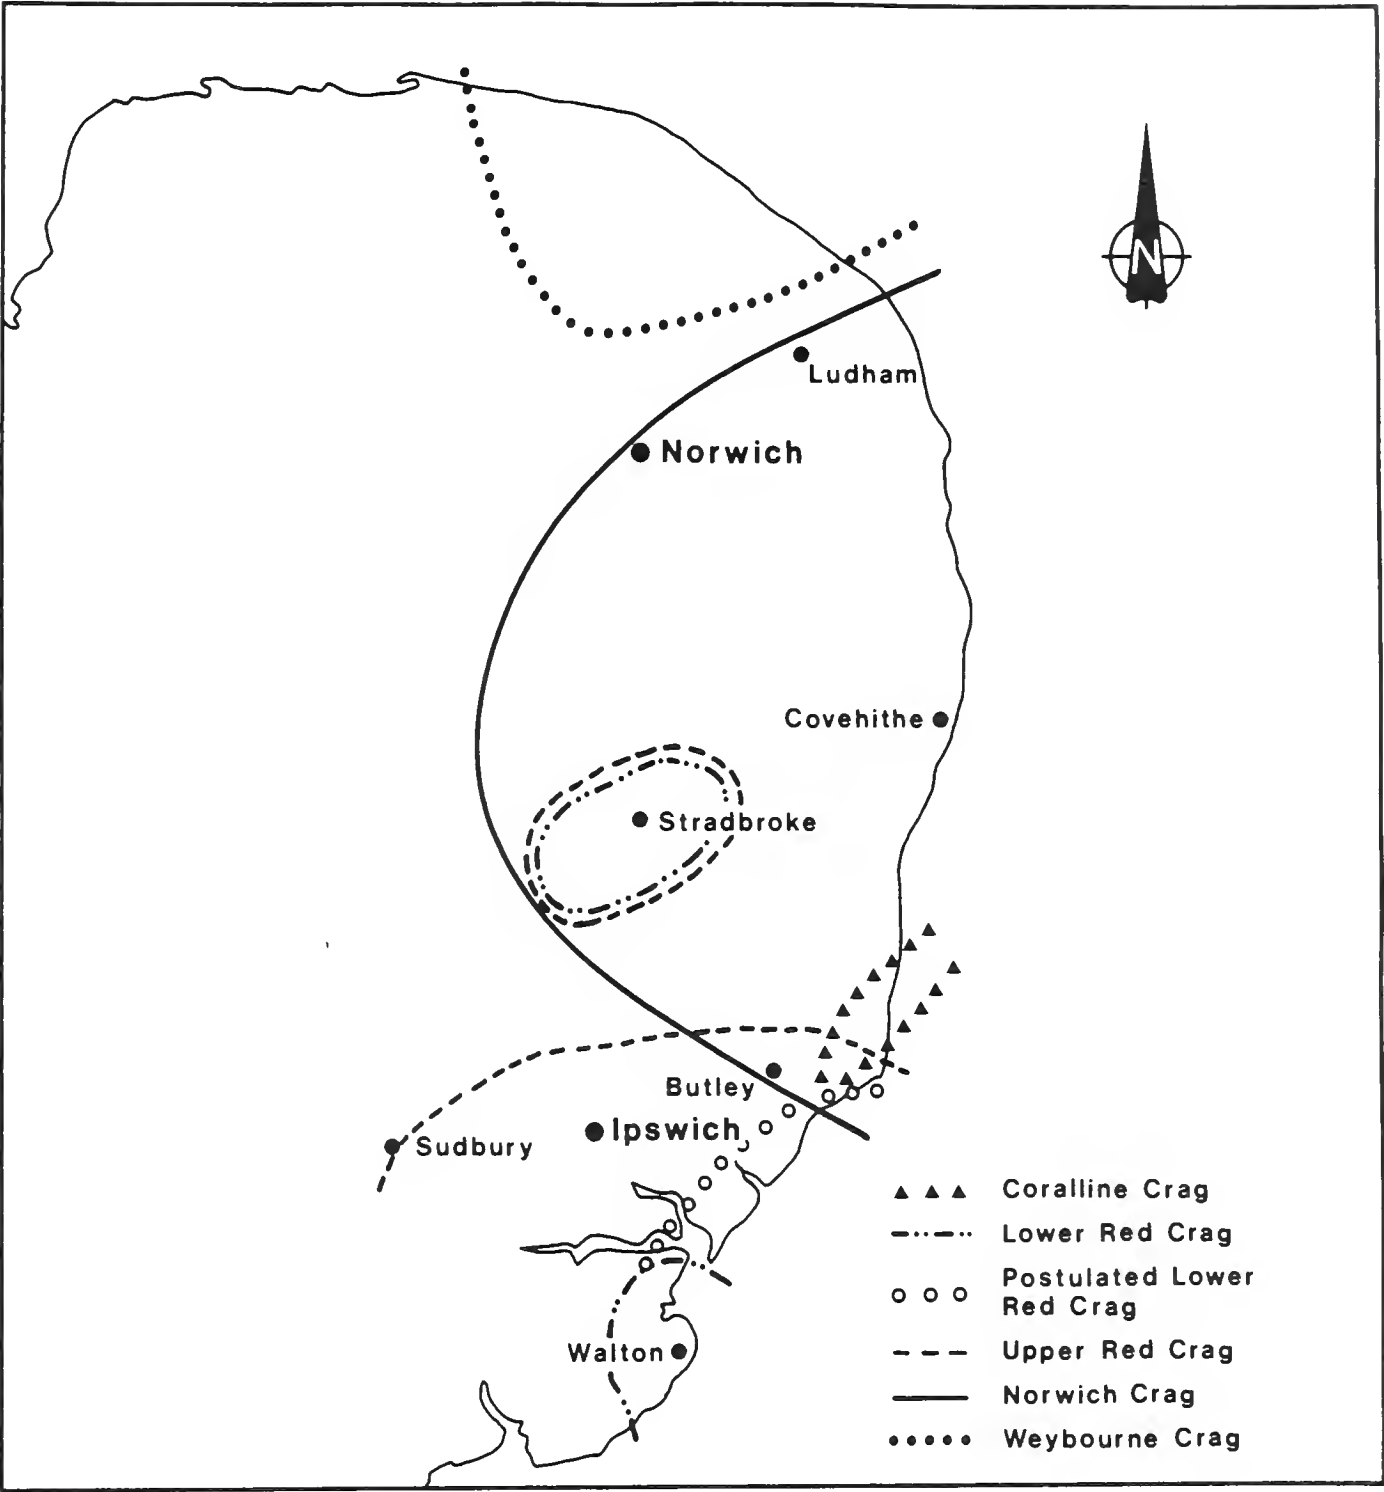 N
Ludham
Norwich
Covehithe
Stradbroke
Butley
Ipswich
Sudbury
Walton
Coralline Crag
Lower Red Crag
Postulated Lower
Red Crag
Upper Red Crag
Norwich Crag
Weybourne Crag